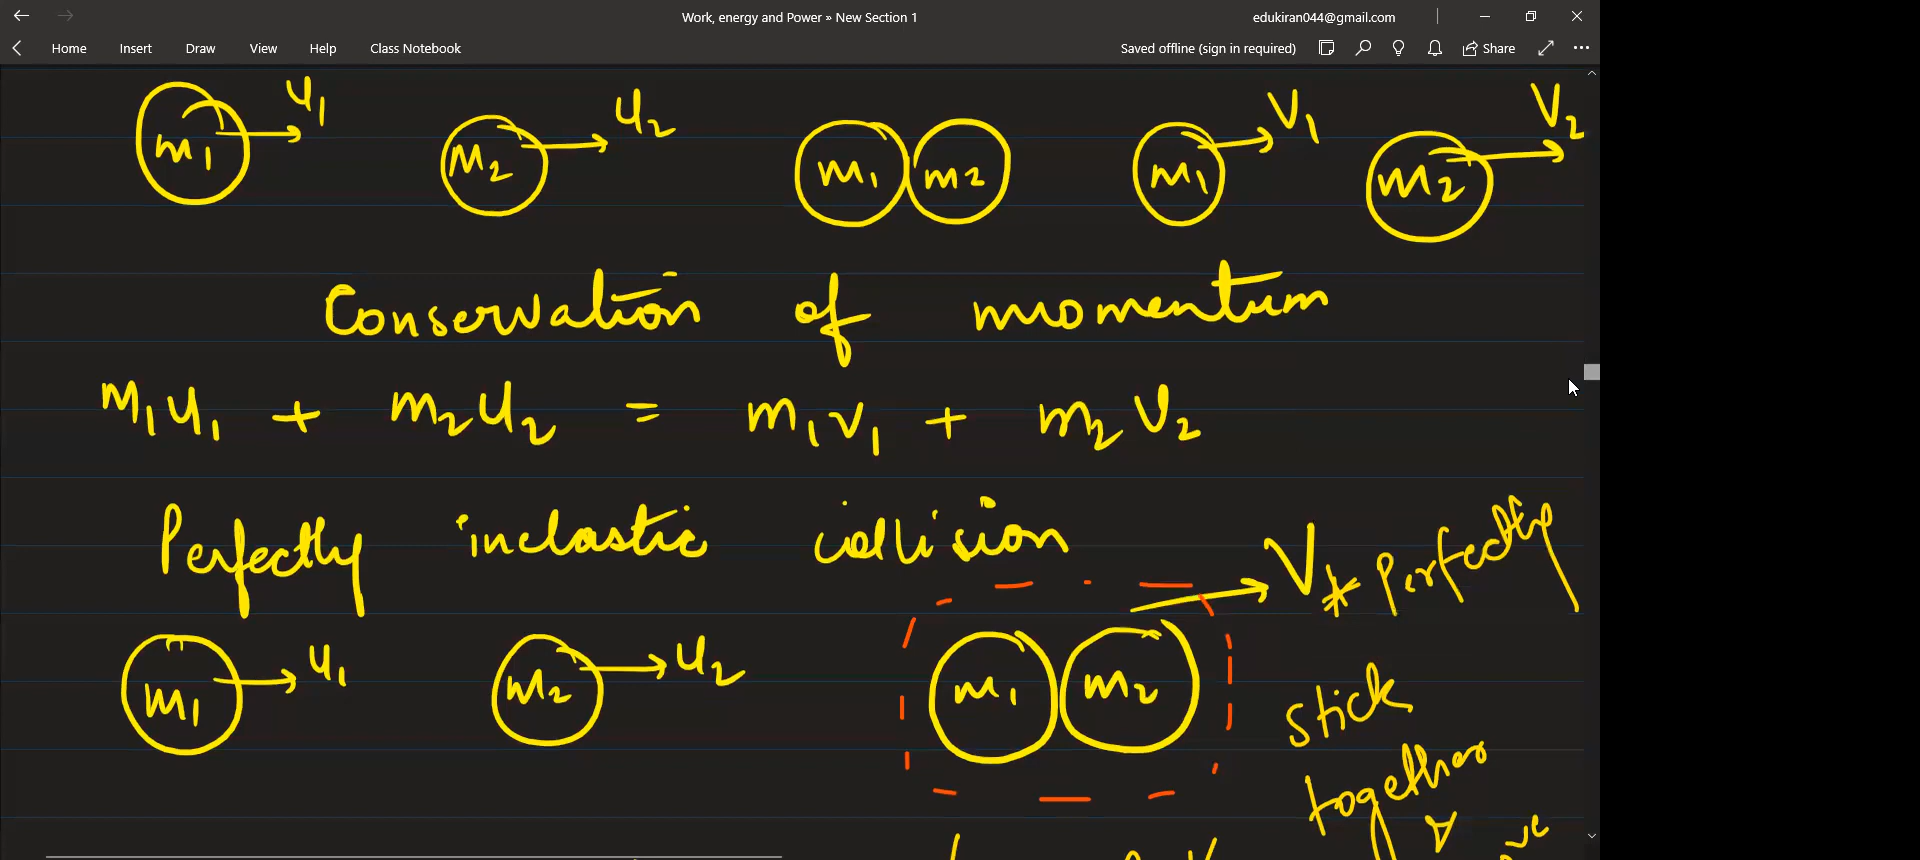 Work, energy and Power » New Section 1
edukiran044@gmail.com
Home Insert Draw View Help Class Notebook
Saved offline (sign in required) Share
m1 u1 m2 u2 m1 m2 m1 V1 m2 V2
Conservation of momentum
m1u1 + m2u2 = m1v1 + m2v2
Perfectly inelastic collision
V
* Perfectly
m1 u1 m2 u2 m1 m2
stick
together